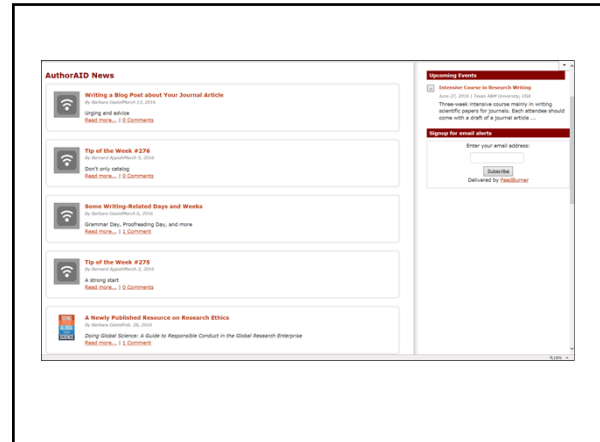 AuthorAID News
Writing a Blog Post about Your Journal Article
By Barbara Gastel/March 13, 2016
Urging and advice
Read more... | 0 Comments
Tip of the Week #276
By Bernard Appiah/March 9, 2016
Don't only catalog
Read more... | 0 Comments
Some Writing-Related Days and Weeks
By Barbara Gastel/March 6, 2016
Grammar Day, Proofreading Day, and more
Read more... | 1 Comment
Tip of the Week #275
By Bernard Appiah/March 2, 2016
A strong start
Read more... | 0 Comments
DOING
GLOBAL
SCIENCE
A Newly Published Resource on Research Ethics
By Barbara Gastel/Feb. 28, 2016
Doing Global Science: A Guide to Responsible Conduct in the Global Research Enterprise
Read more... | 1 Comment
Upcoming Events
Intensive Course in Research Writing
June 27, 2016 | Texas A&M University, USA
Three-week intensive course mainly in writing
scientific papers for journals. Each attendee should
come with a draft of a journal article ...
Signup for email alerts
Enter your email address:
Subscribe
Delivered by FeedBurner